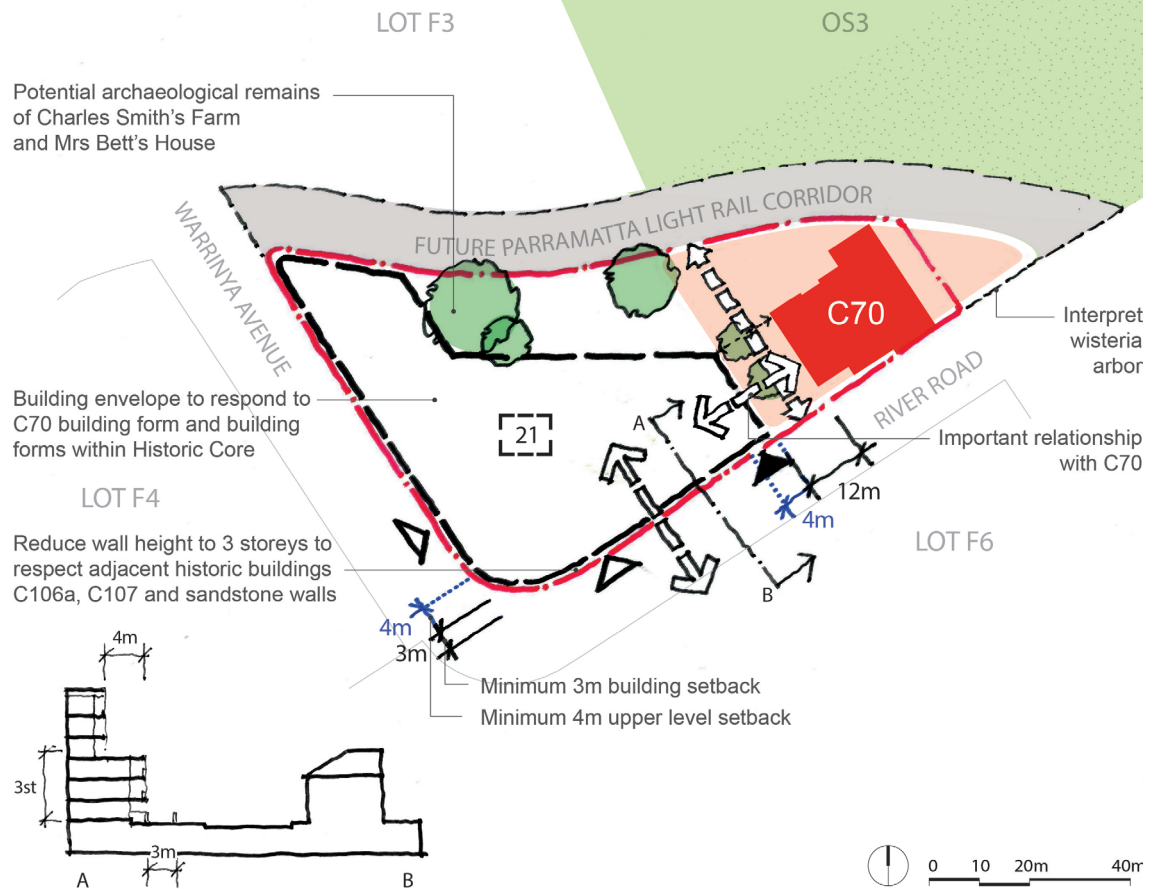 LOT F3
OS3
Potential archaeological remains
of Charles Smith's Farm
and Mrs Bett's House
WARRINYA AVENUE
FUTURE PARRAMATTA LIGHT RAIL CORRIDOR
C70
Interpret
wisteria
arbor
RIVER ROAD
Building envelope to respond to
C70 building form and building
forms within Historic Core
21
A
Important relationship
with C70
12m
4m
LOT F4
LOT F6
Reduce wall height to 3 storeys to
respect adjacent historic buildings
C106a, C107 and sandstone walls
B
4m
3m
Minimum 3m building setback
Minimum 4m upper level setback
4m
3st
3m
A
B
0 10 20m 40m